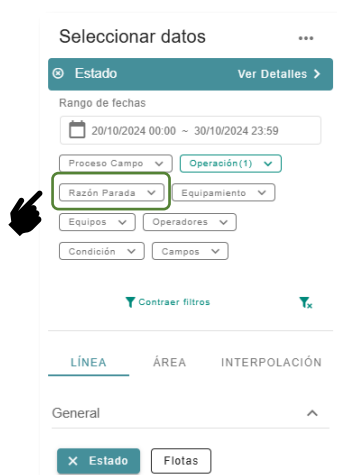 Seleccionar datos
Estado
Ver Detalles
Rango de fechas
20/10/2024 00:00 ~ 30/10/2024 23:59
Proceso Campo
Operación(1)
Razón Parada
Equipamiento
Equipos
Operadores
Condición
Campos
Contraer filtros
LÍNEA
ÁREA
INTERPOLACIÓN
General
Estado
Flotas